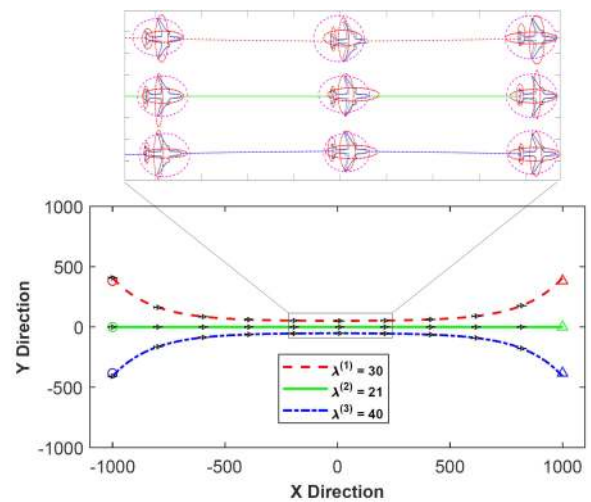 1000
500
0
-500
-1000
Y Direction
λ(1) = 30
λ(2) = 21
λ(3) = 40
-1000 -500 0 500 1000
X Direction